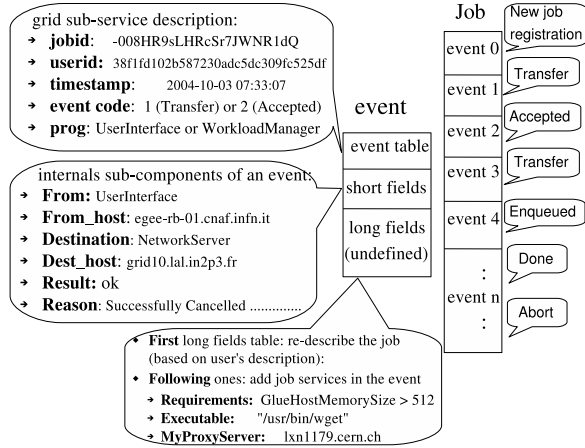 grid sub-service description:
➔ jobid: -008HR9sLHRcSr7JWNR1dQ
➔ userid: 38f1fd102b587230adc5dc309fc525df
➔ timestamp: 2004-10-03 07:33:07
➔ event code: 1 (Transfer) or 2 (Accepted)
➔ prog: UserInterface or WorkloadManager
internals sub-components of an event:
➔ From: UserInterface
➔ From_host: egee-rb-01.cnaf.infn.it
➔ Destination: NetworkServer
➔ Dest_host: grid10.lal.in2p3.fr
➔ Result: ok
➔ Reason: Successfully Cancelled ..............
event
event table
short fields
long fields
(undefined)
Job
event 0
event 1
event 2
event 3
event 4
:
event n
:
New job
registration
Transfer
Accepted
Transfer
Enqueued
Done
Abort
◆ First long fields table: re-describe the job
(based on user's description):
◆ Following ones: add job services in the event
➔ Requirements: GlueHostMemorySize > 512
➔ Executable: "/usr/bin/wget"
➔ MyProxyServer: lxn1179.cern.ch